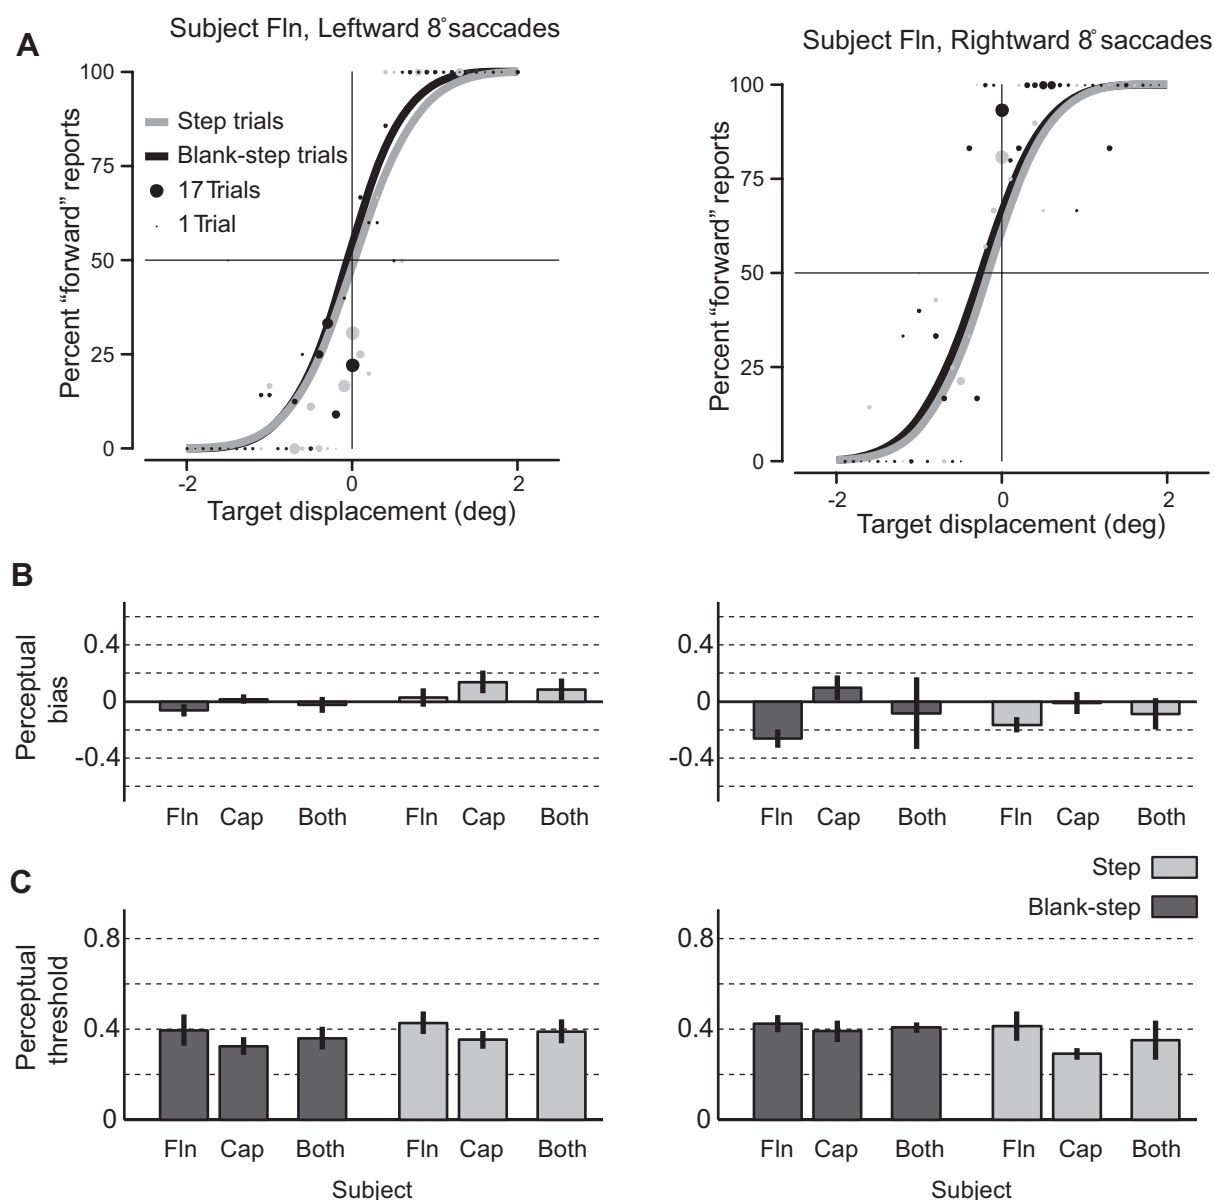 A
Subject Fln, Leftward 8° saccades
Percent “forward” reports
100
75
50
25
0
Step trials
Blank-step trials
17 Trials
1 Trial
-2
0
2
Target displacement (deg)
Subject Fln, Rightward 8° saccades
Percent “forward” reports
100
75
50
25
0
-2
0
2
Target displacement (deg)
B
Perceptual
bias
0.4
0
-0.4
Fln Cap Both Fln Cap Both
0.4
0
-0.4
Fln Cap Both Fln Cap Both
Step
Blank-step
C
Perceptual
threshold
0.8
0.4
0
Fln Cap Both Fln Cap Both
Subject
0.8
0.4
0
Fln Cap Both Fln Cap Both
Subject